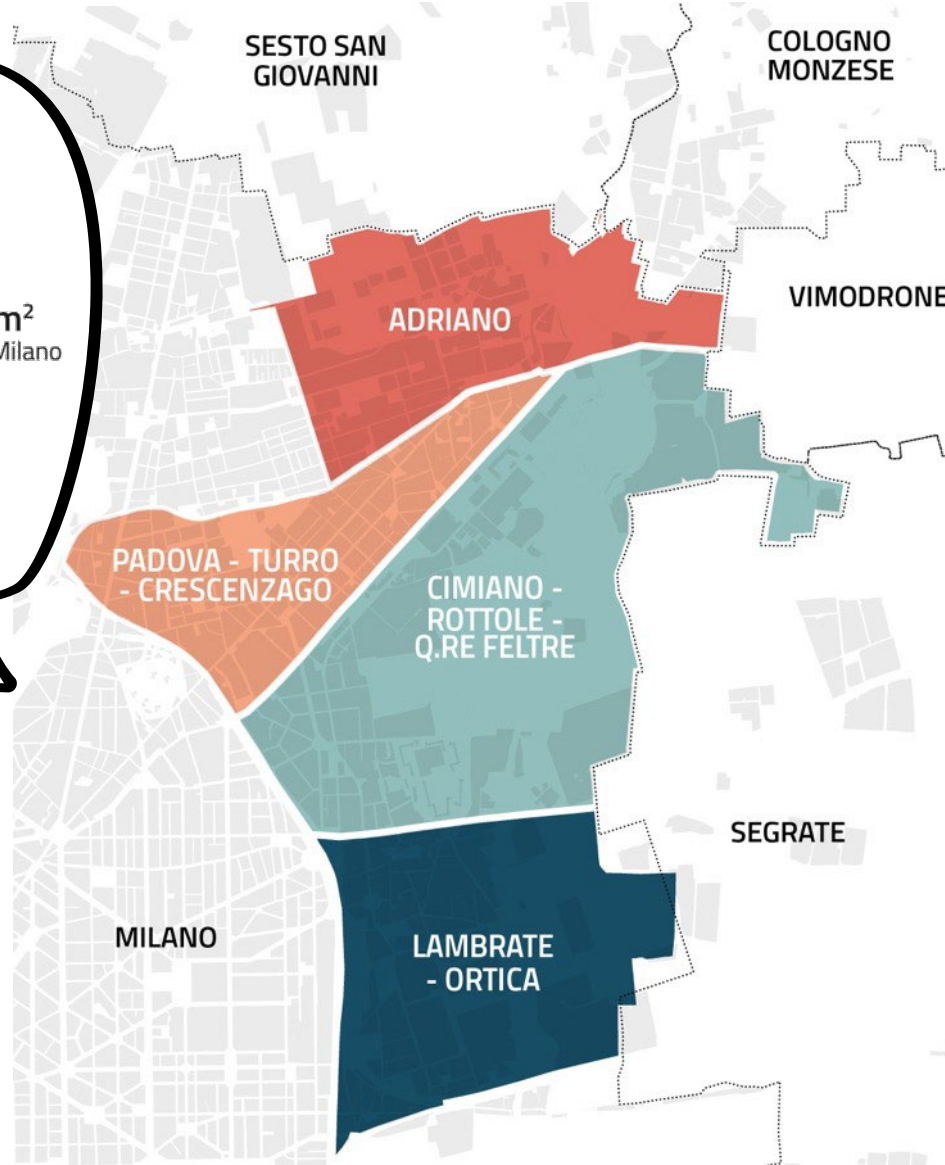 SESTO SAN
GIOVANNI
COLOGNO
MONZESE
m²
Milano
ADRIANO
VIMODRONE
PADOVA - TURRO
- CRESCENZAGO
CIMIANO -
ROTTOLE -
Q.RE FELTRE
SEGRATE
MILANO
LAMBRATE
- ORTICA